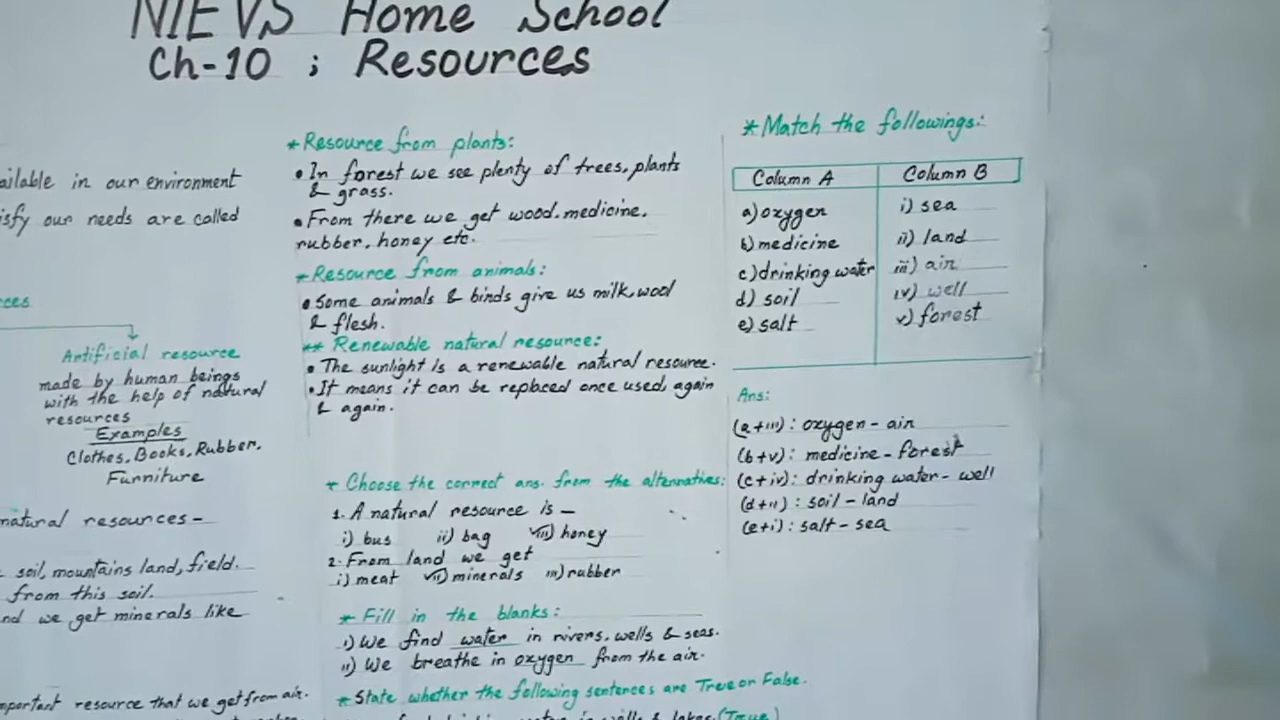 NIEVS Home School
Ch-10 ; Resources
ailable in our environment
isfy our needs are called
ces
Antificial resource
made by human beings
with the help of natural
resources
Examples
Clothes, Books, Rubber,
Furniture
natural resources -
soil, mountains land, field.
from this soil.
nd we get minerals like
mportant resource that we get from air.
* Resource from plants:
• In forest we see plenty of trees, plants
& grass.
• From there we get wood, medicine,
rubber, honey etc.
* Resource from animals:
• Some animals & binds give us milk, wool
& flesh.
** Renewable natural resource:
• The sunlight is a renewable natural resource.
• It means it can be replaced once used, again
& again.
* Choose the correct ans. from the alternatives:
1. A natural resource is -
i) bus ii) bag ✓iii) honey
2. From land we get
i) meat ✓ii) minerals iii) rubber
* Fill in the blanks:
i) We find water in rivers, wells & seas.
ii) We breathe in oxygen from the air.
* State whether the following sentences are True or False.
lakes. (True)
* Match the followings:
Column A Column B
a) oxygen i) sea
b) medicine ii) land
c) drinking water iii) air
d) soil iv) well
e) salt v) forest
Ans:
(a+iii): oxygen - air
(b+v): medicine - forest
(c+iv): drinking water - well
(d+ii): soil - land
(e+i): salt - sea